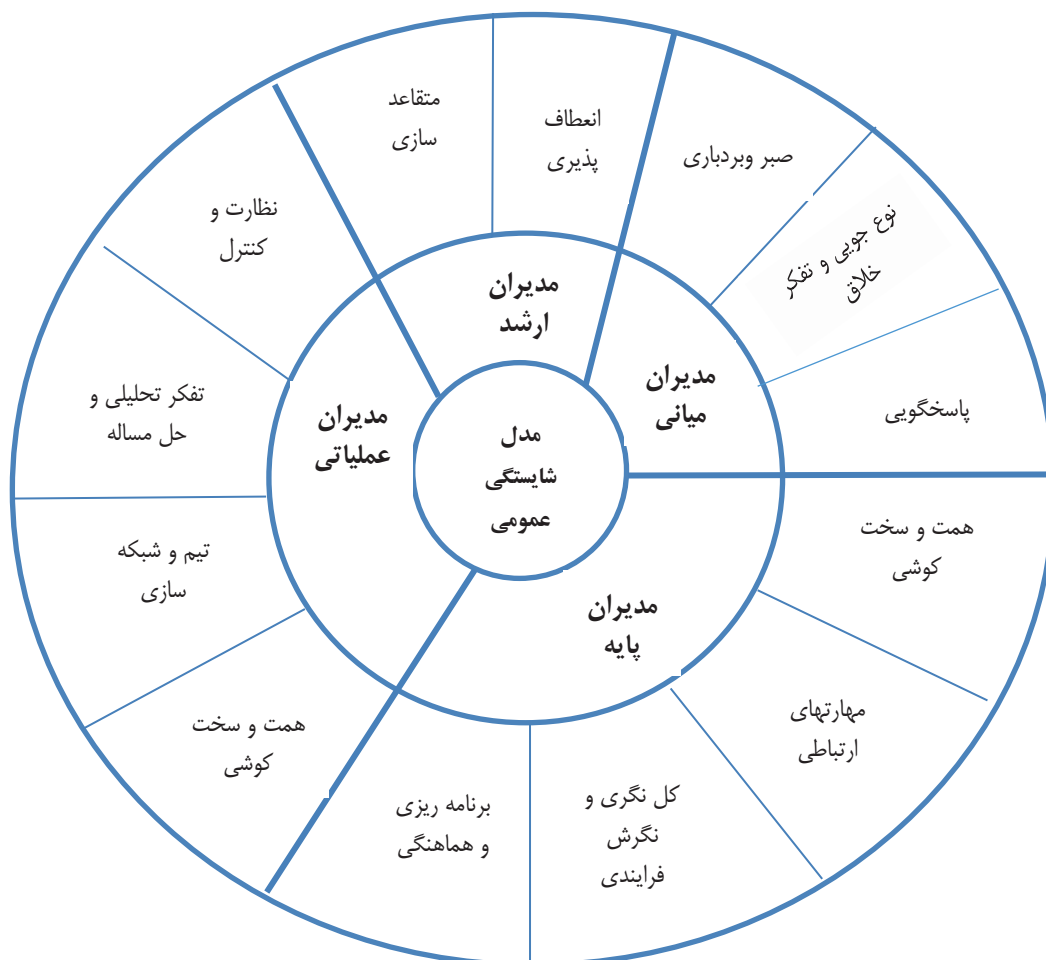 مدل
شایستگی
عمومی
مدیران
ارشد
مدیران
میانی
مدیران
پایه
مدیران
عملیاتی
متقاعد
سازی
انعطاف
پذیری
صبر وبردباری
نوع جویی و تفکر
خلاق
پاسخگویی
همت و سخت
کوشی
مهارتهای
ارتباطی
کل نگری و
نگرش
فرایندی
برنامه ریزی
و هماهنگی
همت و سخت
کوشی
تیم و شبکه
سازی
تفکر تحلیلی و
حل مساله
نظارت و
کنترل